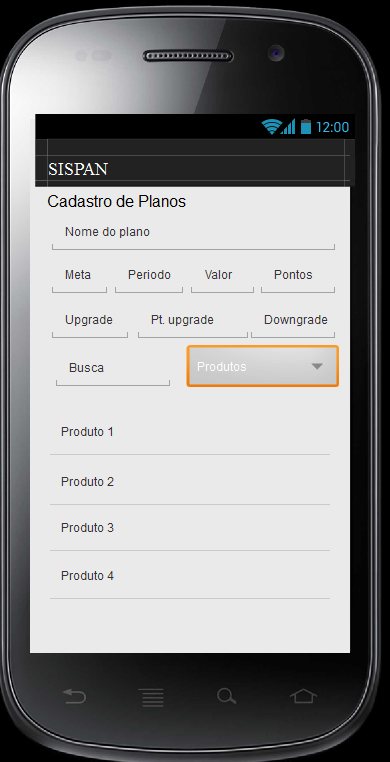 12:00
SISPAN
Cadastro de Planos
Nome do plano
Meta Periodo Valor Pontos
Upgrade Pt. upgrade Downgrade
Busca Produtos
Produto 1
Produto 2
Produto 3
Produto 4